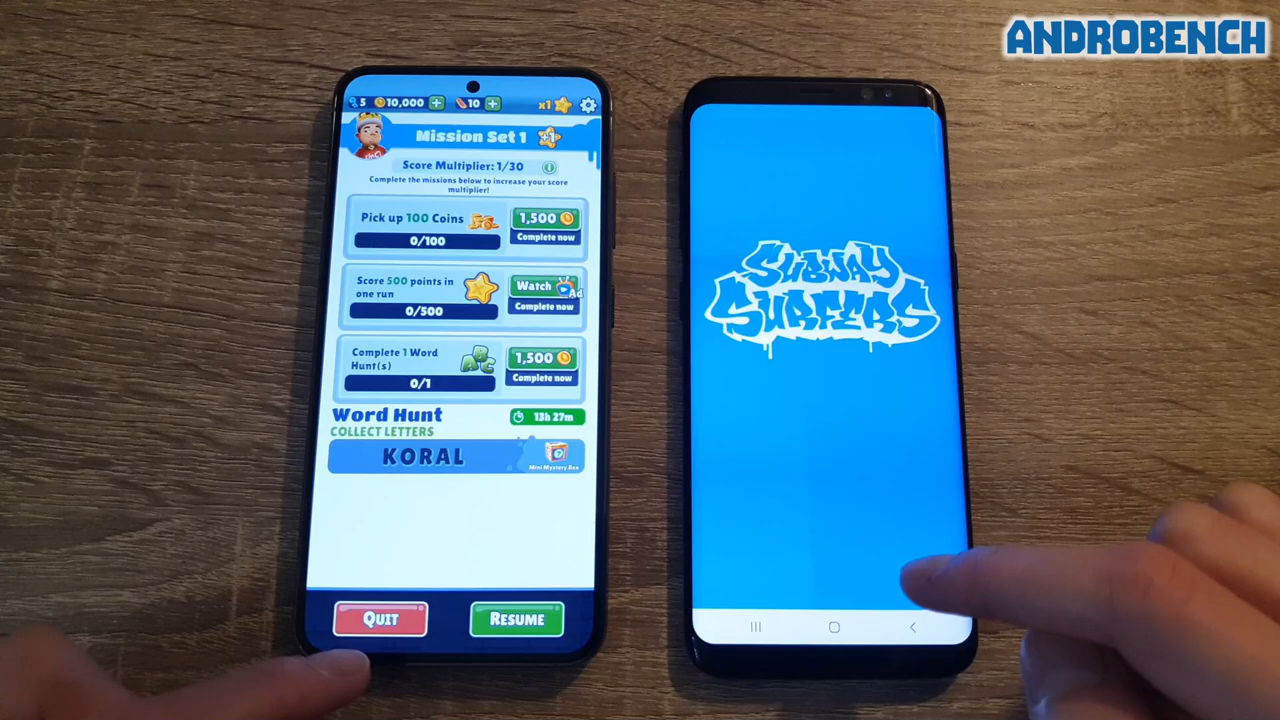 ANDROBENCH
5 10,000 10 x1
Mission Set 1 +1
Score Multiplier: 1/30 i
Complete the missions below to increase your score
multiplier!
Pick up 100 Coins
1,500
0/100
Complete now
Score 500 points in
one run
Watch Ad
0/500
Complete now
Complete 1 Word
Hunt(s)
ABC
1,500
0/1
Complete now
Word Hunt
13h 27m
COLLECT LETTERS
KORAL
Mini Mystery Box
QUIT
RESUME
SUBWAY
SURFERS